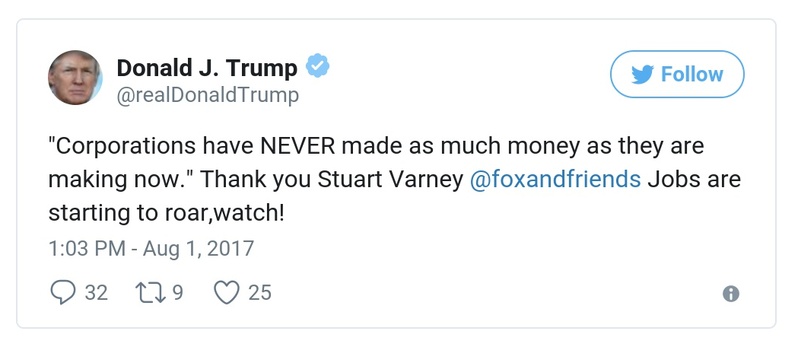 Donald J. Trump
@realDonaldTrump
Follow
"Corporations have NEVER made as much money as they are
making now." Thank you Stuart Varney @foxandfriends Jobs are
starting to roar,watch!
1:03 PM - Aug 1, 2017
32 9 25